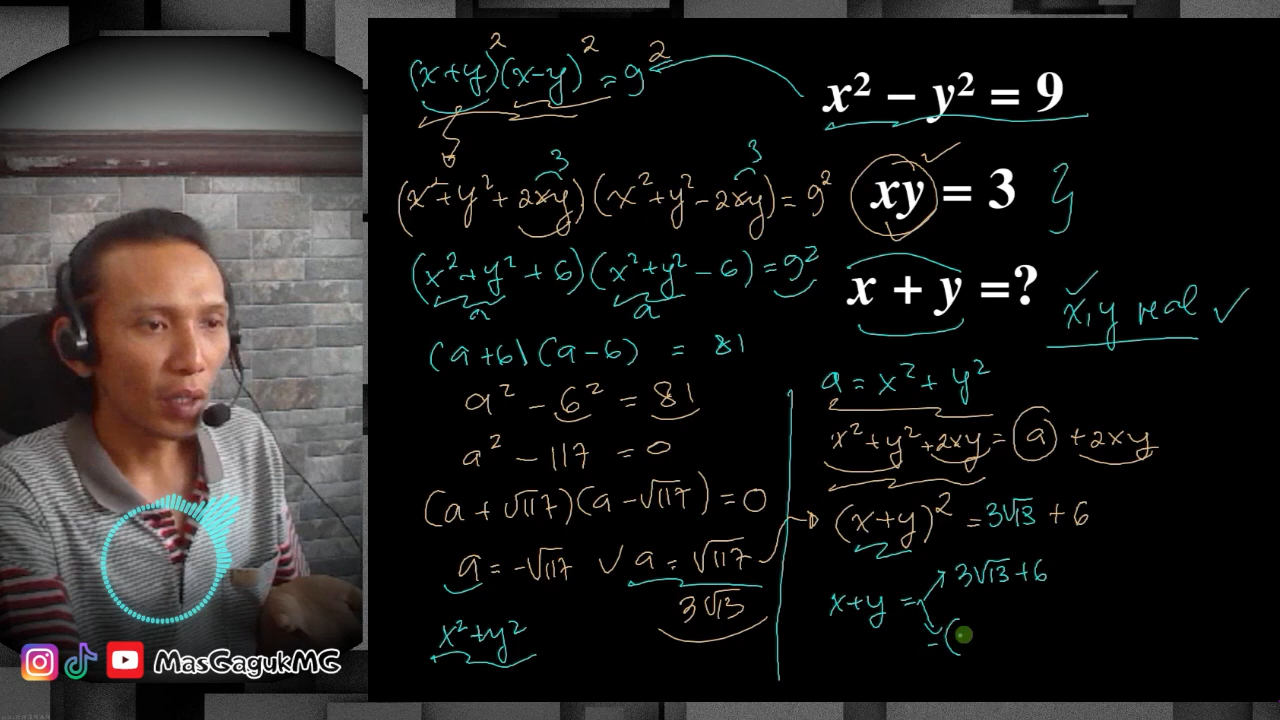 (x+y)²(x-y)² = 9²
(x²+y²+2xy)(x²+y²-2xy) = 9²
3 3
(x²+y²+6)(x²+y²-6) = 9²
a a
(a+6)(a-6) = 81
a² - 6² = 81
a² - 117 = 0
(a+√117)(a-√117) = 0
a = -√117 ∨ a = √117
3√13
x²+y²
x² − y² = 9
xy = 3
x + y =?
x, y real ✓
a = x² + y²
x²+y²+2xy = a + 2xy
(x+y)² = 3√13 + 6
x+y = 3√13+6
-(
MasGagukMG